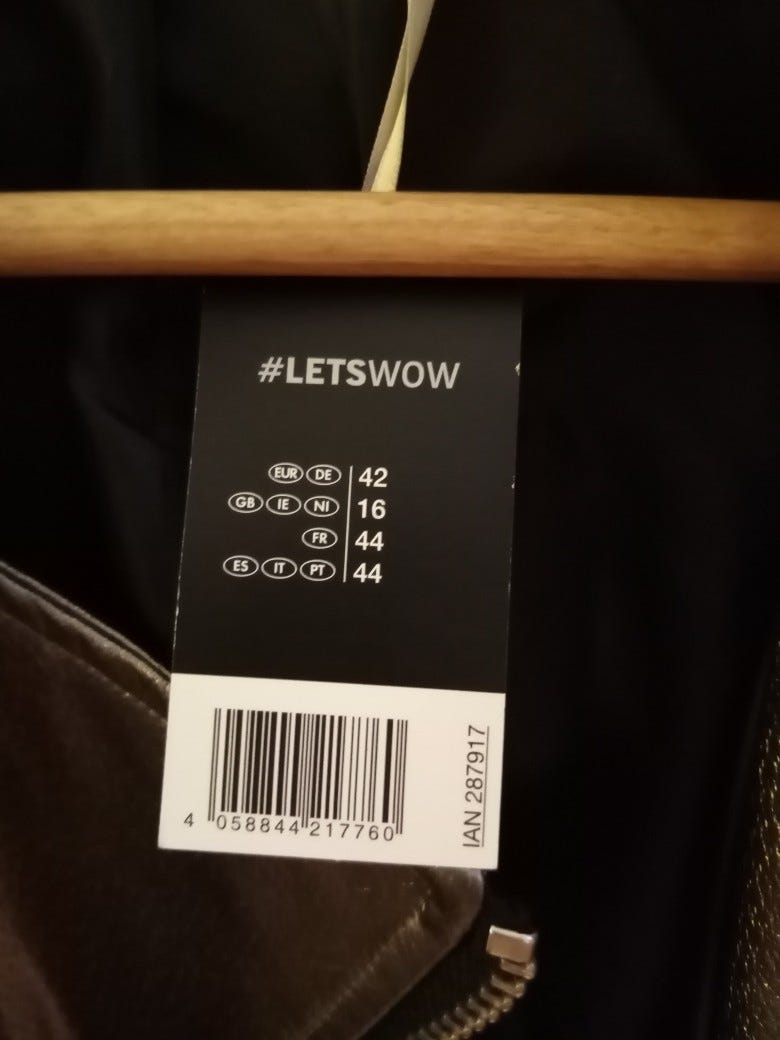 #LETSWOW
EUR DE 42
GB IE NI 16
FR 44
ES IT PT 44
IAN 287917
4 058844 217760